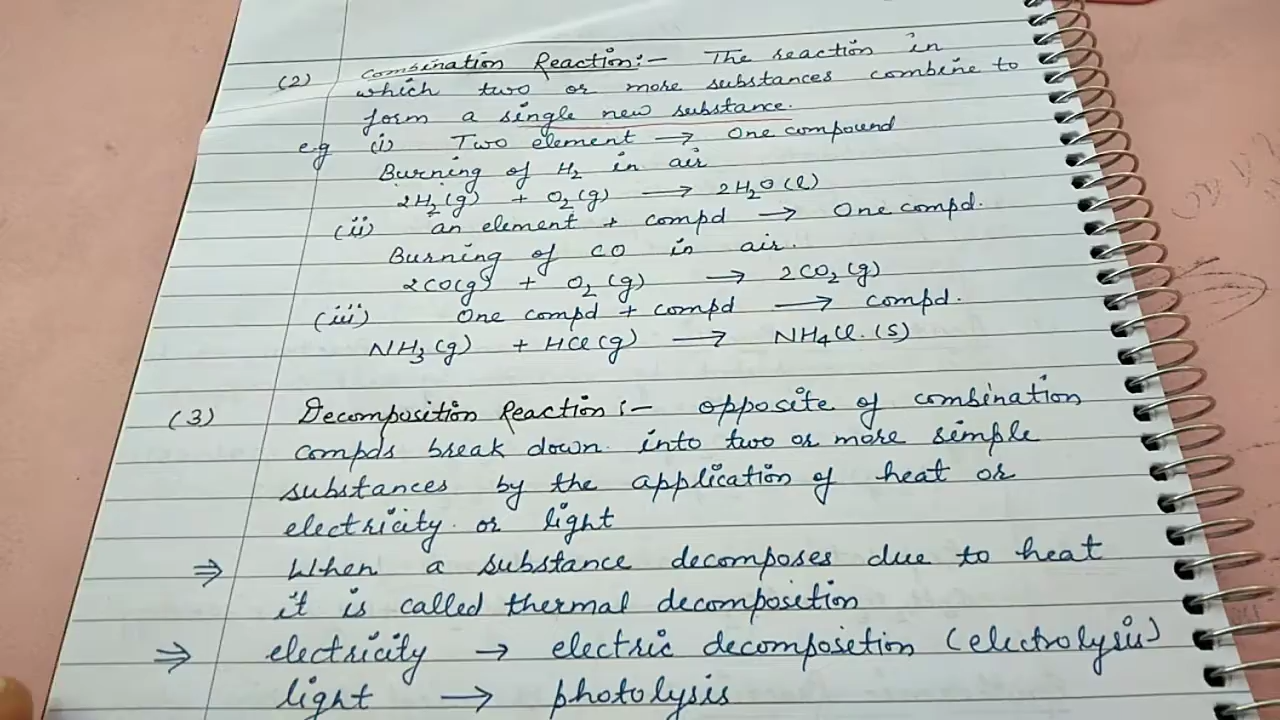 (2) Combination Reaction:- The reaction in
which two or more substances combine to
form a single new substance.
e.g (i) Two element → One compound
Burning of H₂ in air
2H₂(g) + O₂(g) → 2H₂O(l)
(ii) an element + compd → One compd.
Burning of CO in air.
2CO(g) + O₂(g) → 2CO₂(g)
(iii) One compd + compd → compd.
NH₃(g) + HCl(g) → NH₄Cl.(S)
(3) Decomposition Reaction:- opposite of combination
compds break down. into two or more simple
substances by the application of heat or
electricity. or light
⇒ When a substance decomposes due to heat
it is called thermal decomposition
⇒ electricity → electric decomposition (electrolysis)
light → photolysis